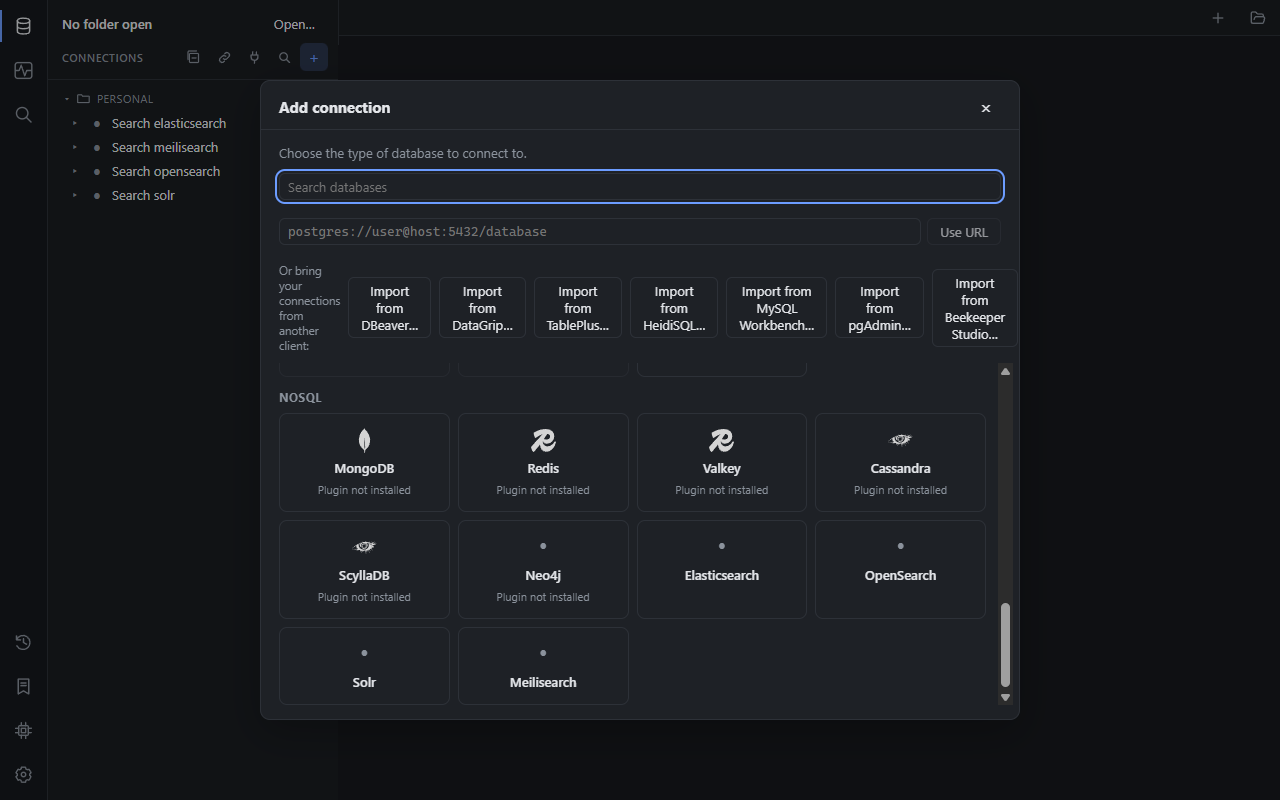 No folder open
Open...
CONNECTIONS
PERSONAL
Search elasticsearch
Search meilisearch
Search opensearch
Search solr
Add connection
Choose the type of database to connect to.
Search databases
postgres://user@host:5432/database
Use URL
Or bring
your
connections
from
another
client:
Import
from
DBeaver...
Import
from
DataGrip...
Import
from
TablePlus...
Import
from
HeidiSQL...
Import from
MySQL
Workbench...
Import
from
pgAdmin...
Import
from
Beekeeper
Studio...
NOSQL
MongoDB
Plugin not installed
Redis
Plugin not installed
Valkey
Plugin not installed
Cassandra
Plugin not installed
ScyllaDB
Plugin not installed
Neo4j
Plugin not installed
Elasticsearch
OpenSearch
Solr
Meilisearch